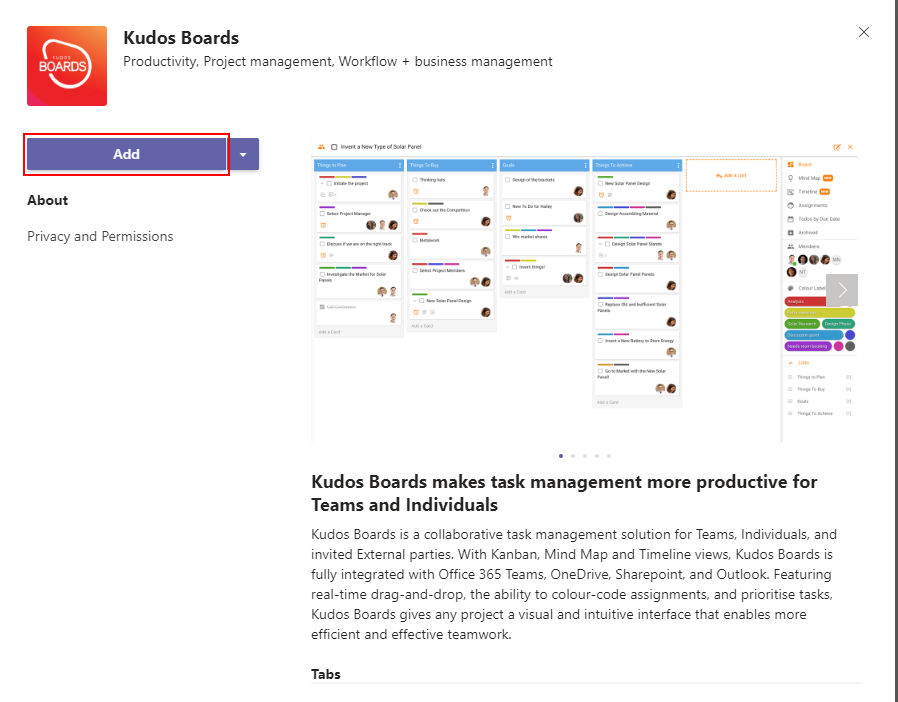 Kudos Boards
Productivity, Project management, Workflow + business management
KUDOS
BOARDS
Add
About
Privacy and Permissions
Invent a New Type of Solar Panel
Things to Plan
Initiate the project
Select Project Manager
Discuss if we are on the right track
Investigate the Market for Solar
Panels
Call Customers
Add a Card
Things To Buy
Thinking hats
Check out the Competition
Metalwork
Select Project Members
New Solar Panel Design
Add a Card
Goals
Design of the brackets
New To Do for Hailey
Win market shares
Invent things!
Add a Card
Things To Achieve
New Solar Panel Design
Design Assembling Material
Design Solar Panel Stands
Design Solar Panels
Replace Old and Inefficient Solar
Panels
Invent a New Battery to Store Energy
Go to Market with the New Solar
Panel!
Add a Card
ADD A LIST
Board
Mind Map NEW
Timeline NEW
Assignments
Todos by Due Date
Archived
Members
MN
NT
Colour Label
Analysis
Solar Research
Design Phase
Discussion point
Needs room booking
LISTS
Things to Plan
Things To Buy
Goals
Things To Achieve
Kudos Boards makes task management more productive for
Teams and Individuals
Kudos Boards is a collaborative task management solution for Teams, Individuals, and
invited External parties. With Kanban, Mind Map and Timeline views, Kudos Boards is
fully integrated with Office 365 Teams, OneDrive, Sharepoint, and Outlook. Featuring
real-time drag-and-drop, the ability to colour-code assignments, and prioritise tasks,
Kudos Boards gives any project a visual and intuitive interface that enables more
efficient and effective teamwork.
Tabs